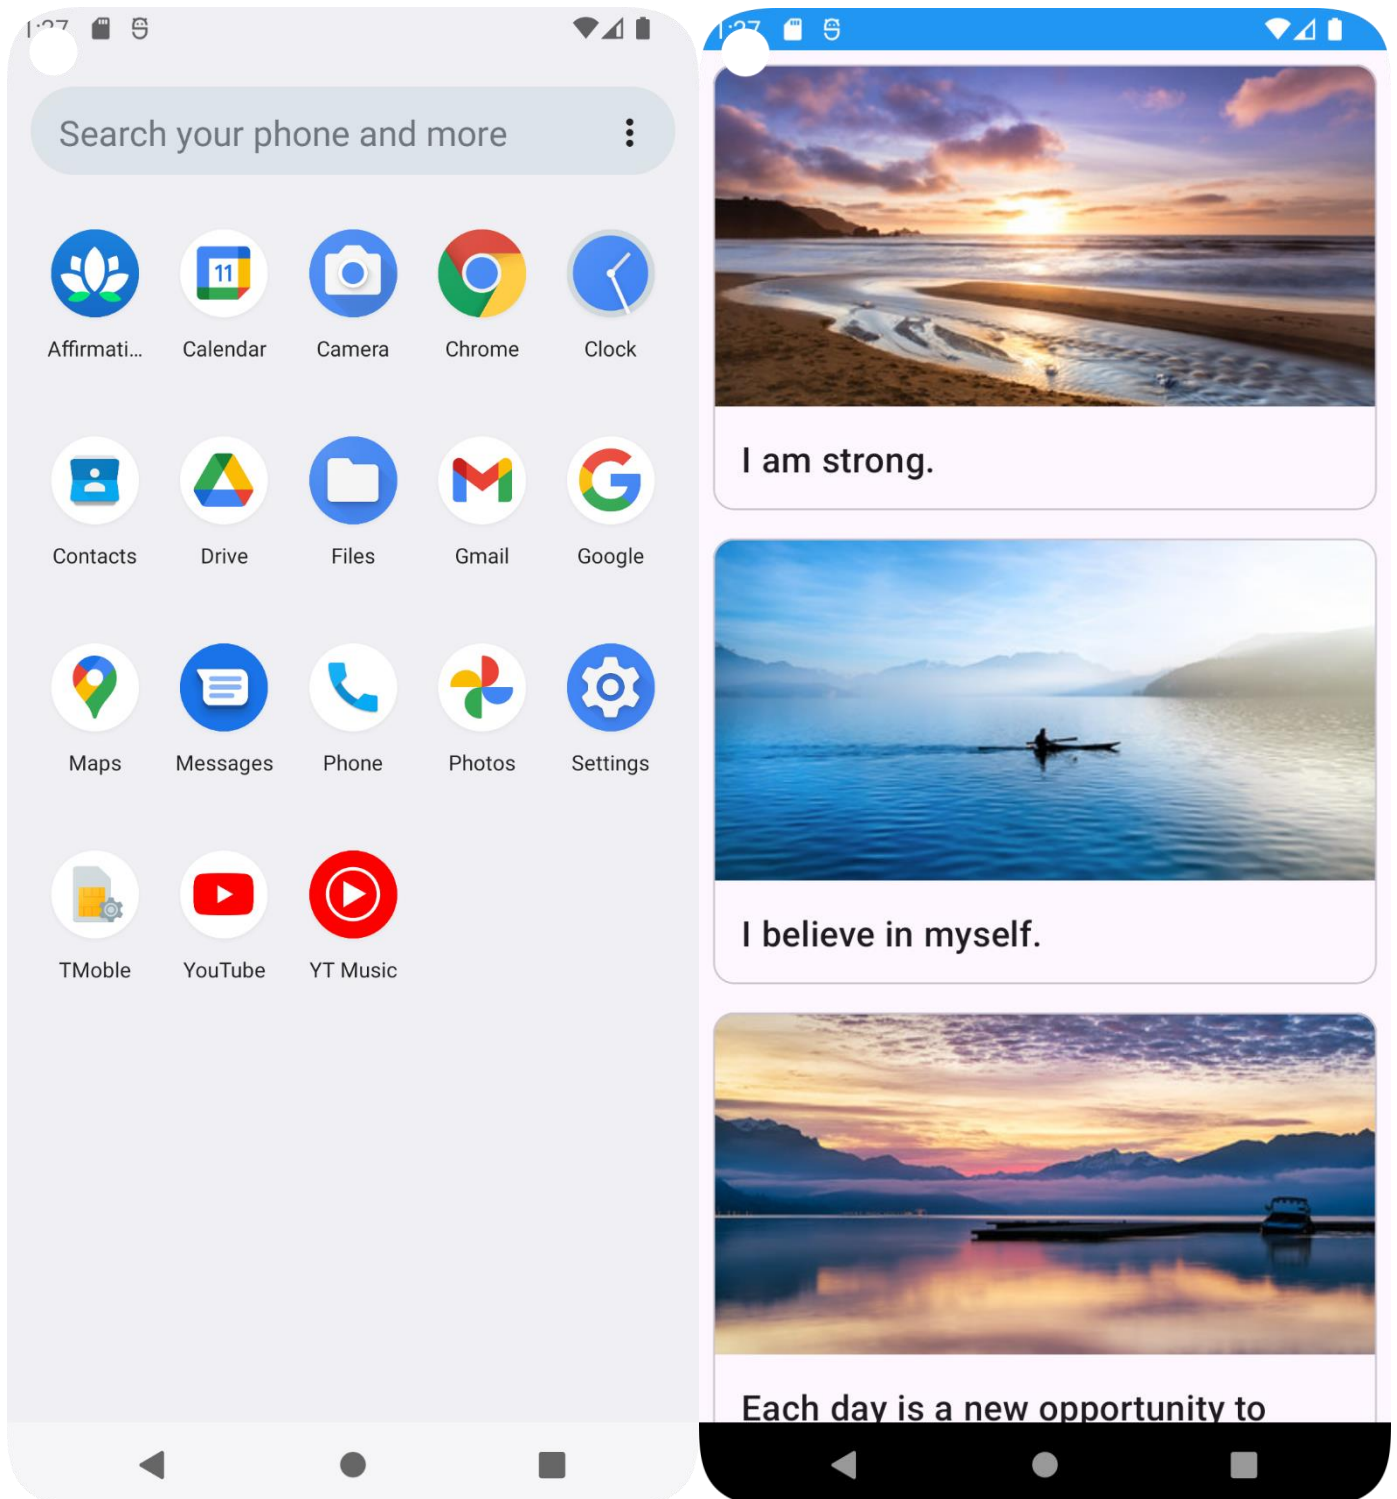 Search your phone and more
11
Affirmati...
Calendar
Camera
Chrome
Clock
Contacts
Drive
Files
Gmail
Google
Maps
Messages
Phone
Photos
Settings
TMoble
YouTube
YT Music
I am strong.
I believe in myself.
Each day is a new opportunity to